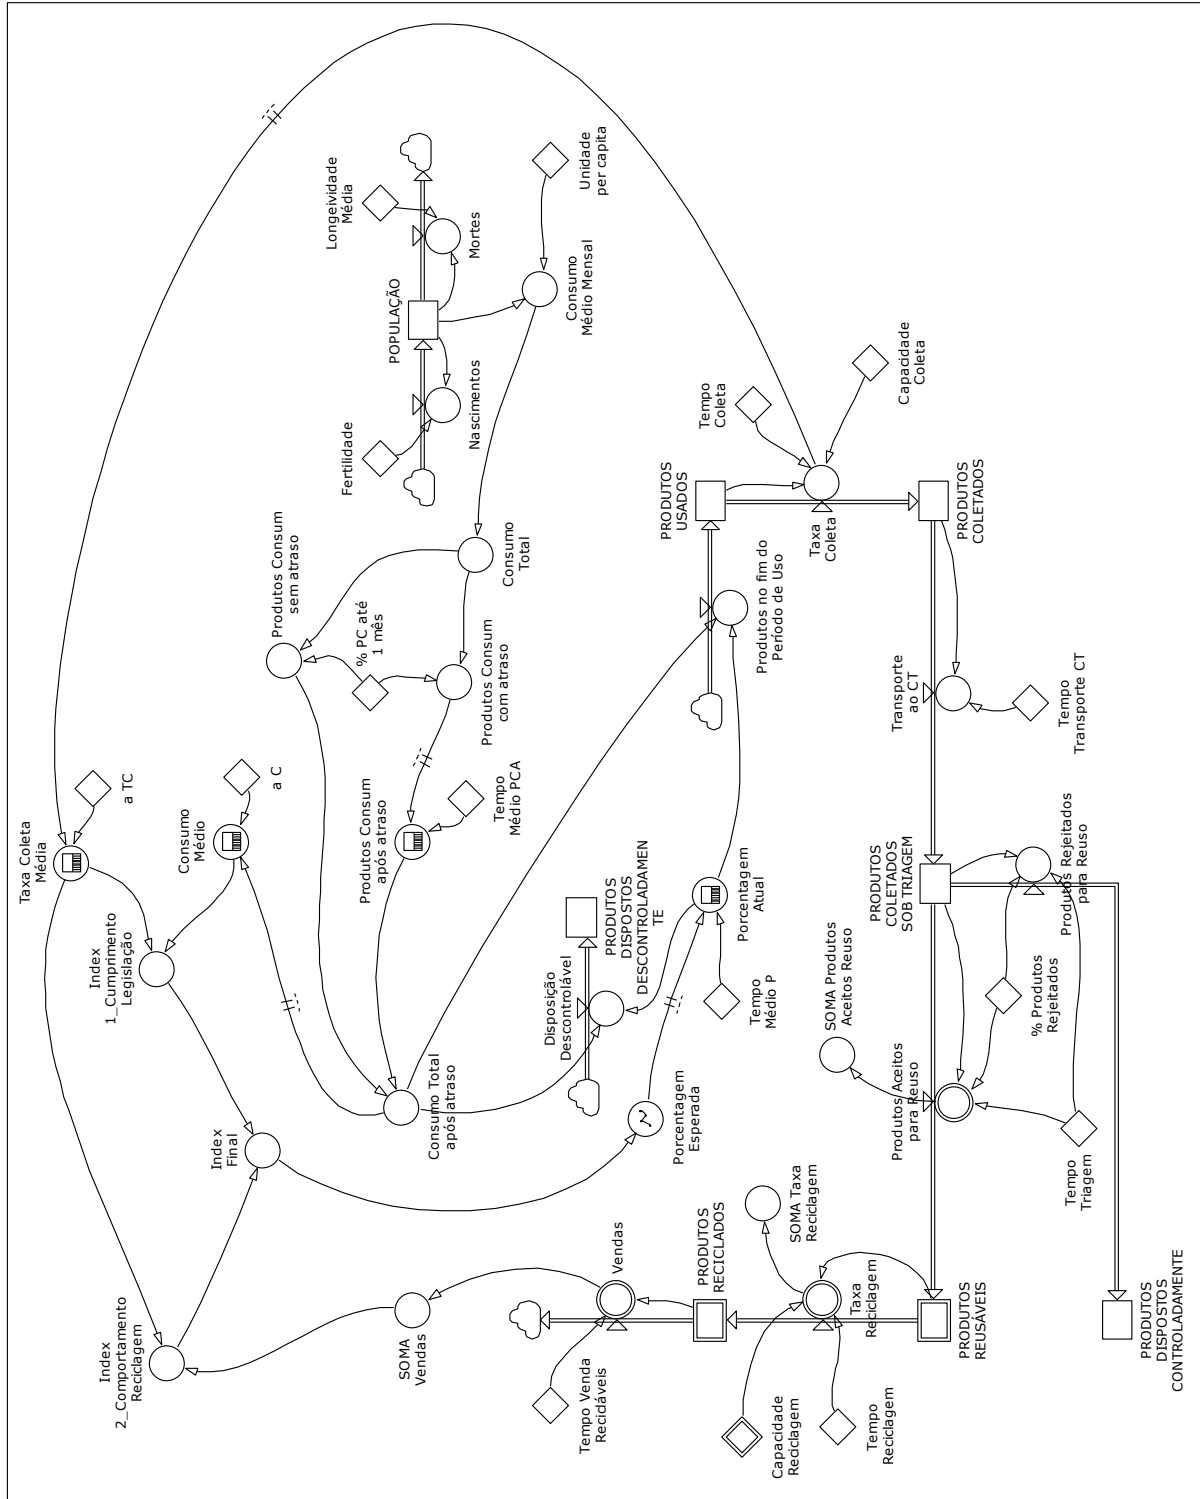 Taxa Coleta
Média
Index
2_Comportamento
Reciclagem
Index
1_Cumprimento
Legislação
a TC
Consumo
Médio
Index
Final
a C
Produtos Consum
sem atraso
Longeividade
Média
Fertilidade
% PC até
1 mês
Produtos Consum
após atraso
POPULAÇÃO
SOMA
Vendas
Consumo Total
após atraso
Nascimentos
Mortes
Produtos Consum
com atraso
Tempo
Médio PCA
Consumo
Total
Disposição
Descontrolável
Consumo
Médio Mensal
Unidade
per capita
Tempo Venda
Recicláveis
Vendas
PRODUTOS
DISPOSTOS
DESCONTROLADAMEN
TE
Porcentagem
Esperada
PRODUTOS
USADOS
PRODUTOS
RECICLADOS
Tempo
Coleta
Porcentagem
Atual
Tempo
Médio P
Produtos no fim do
Período de Uso
Capacidade
Reciclagem
SOMA Taxa
Reciclagem
Taxa
Coleta
SOMA Produtos
Aceitos Reuso
Taxa
Reciclagem
Tempo
Reciclagem
PRODUTOS
COLETADOS
SOB TRIAGEM
Produtos Aceitos
para Reuso
Transporte
ao CT
Capacidade
Coleta
PRODUTOS
REUSÁVEIS
PRODUTOS
COLETADOS
% Produtos
Rejeitados
Produtos Rejeitados
para Reuso
Tempo
Transporte CT
Tempo
Triagem
PRODUTOS
DISPOSTOS
CONTROLADAMENTE